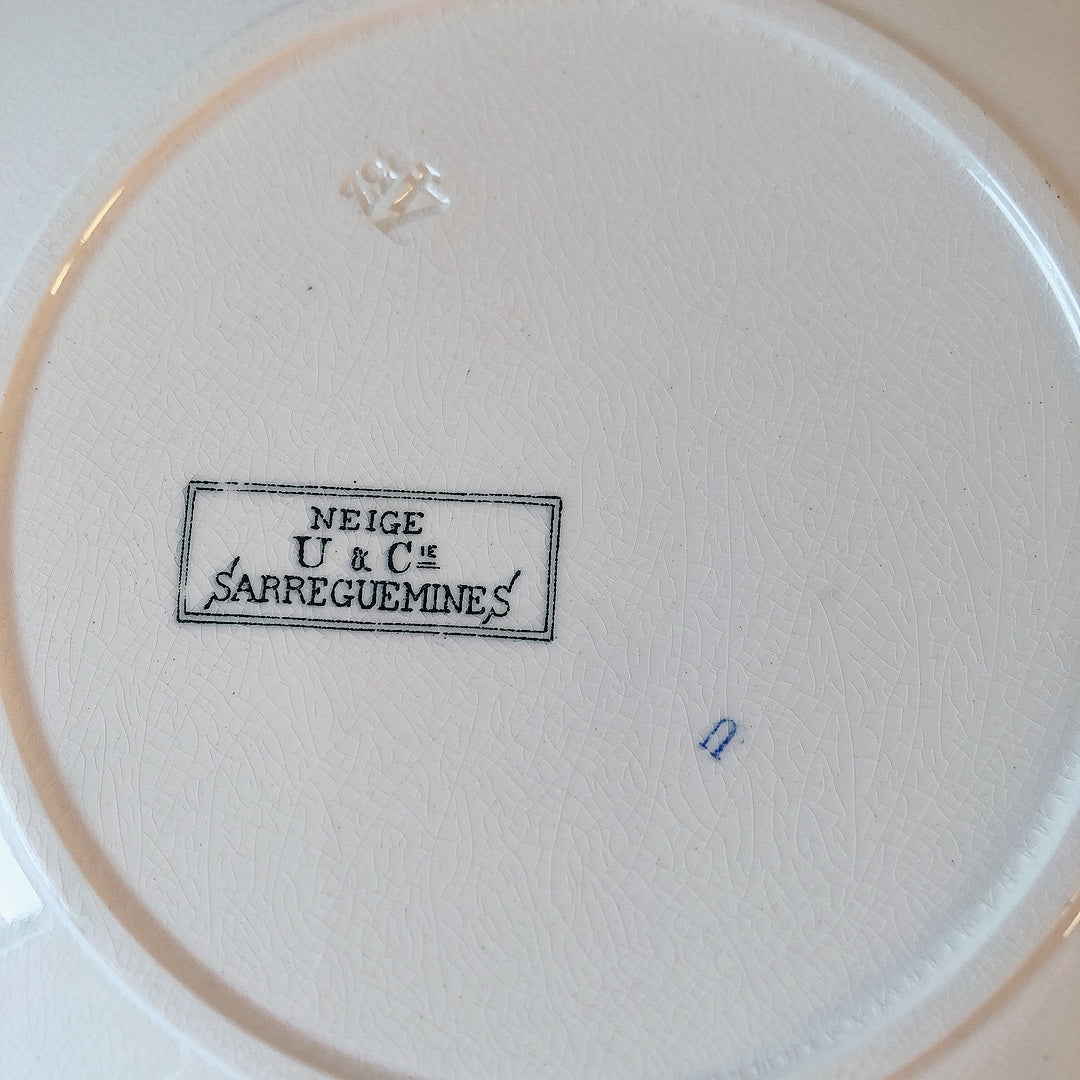 NEIGE
U & Cᴵᴱ
SARREGUEMINES
D